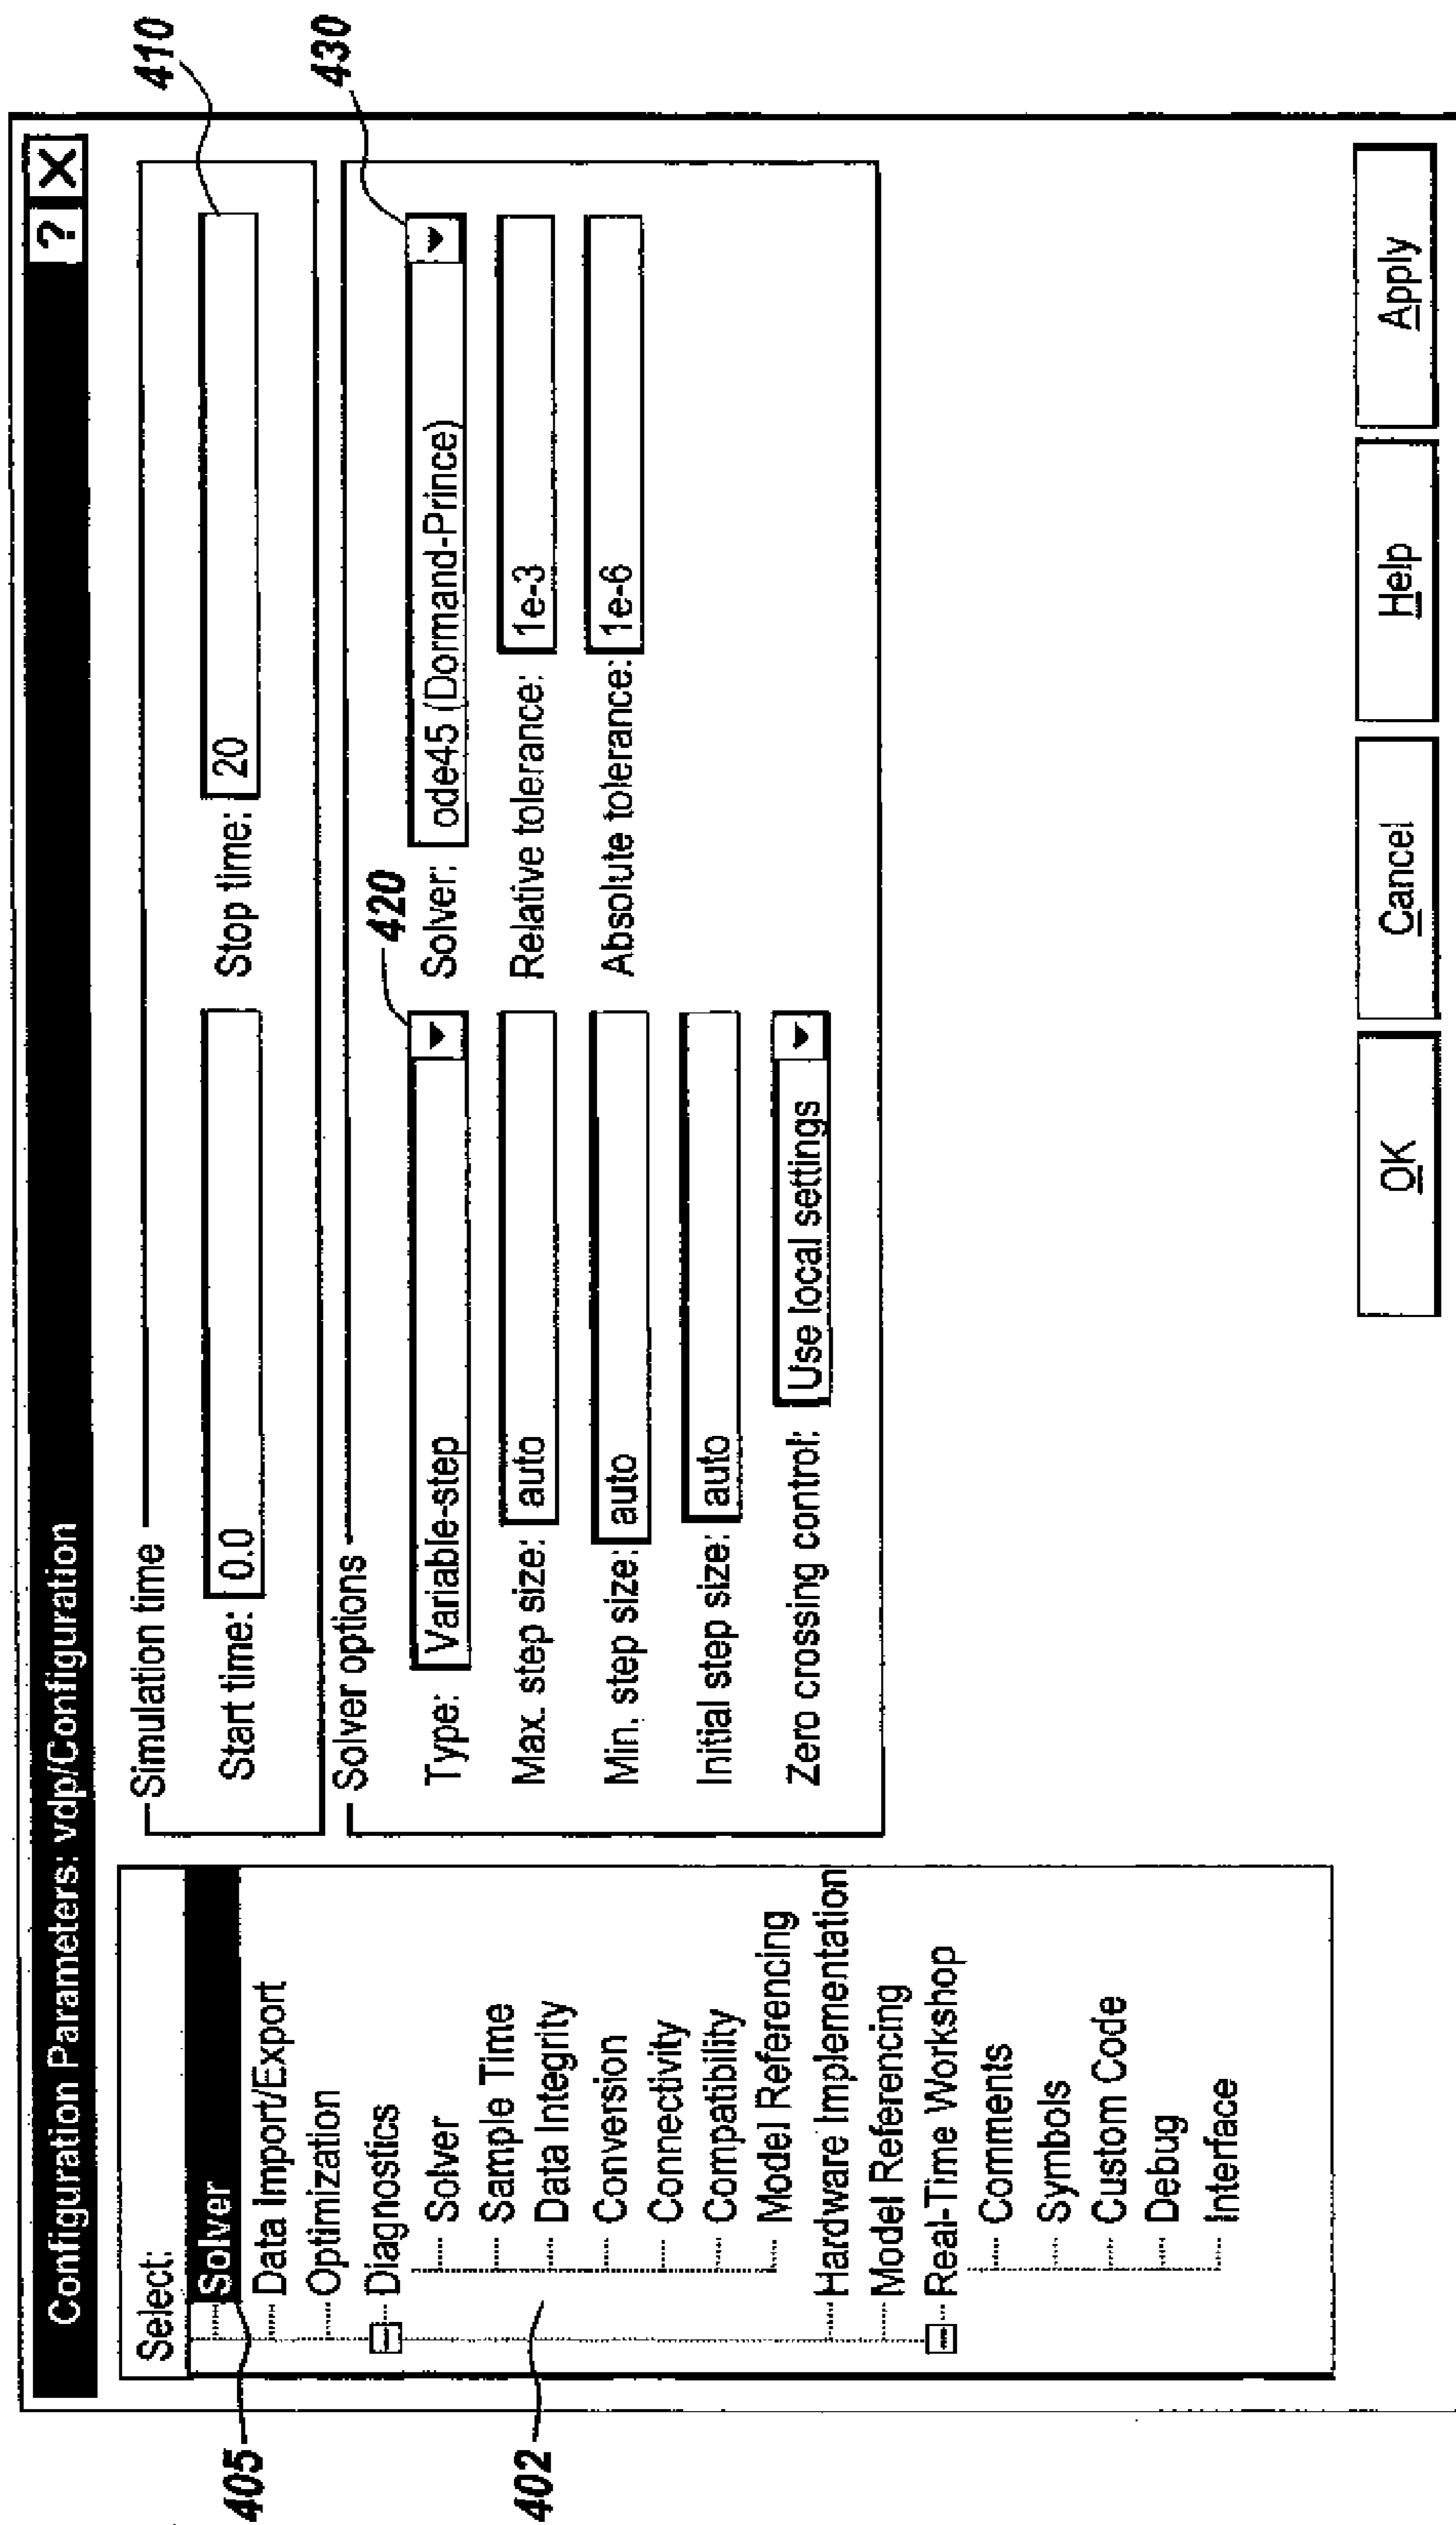 Configuration Parameters: vdp/Configuration
? X
Select:
Solver
Data Import/Export
Optimization
Diagnostics
Solver
Sample Time
Data Integrity
Conversion
Connectivity
Compatibility
Model Referencing
Hardware Implementation
Model Referencing
Real-Time Workshop
Comments
Symbols
Custom Code
Debug
Interface
405
402
Simulation time
Start time: 0.0 Stop time: 20
410
Solver options
420
430
Type: Variable-step Solver: ode45 (Dormand-Prince)
Max. step size: auto Relative tolerance: 1e-3
Min. step size: auto Absolute tolerance: 1e-6
Initial step size: auto
Zero crossing control: Use local settings
OK Cancel Help Apply